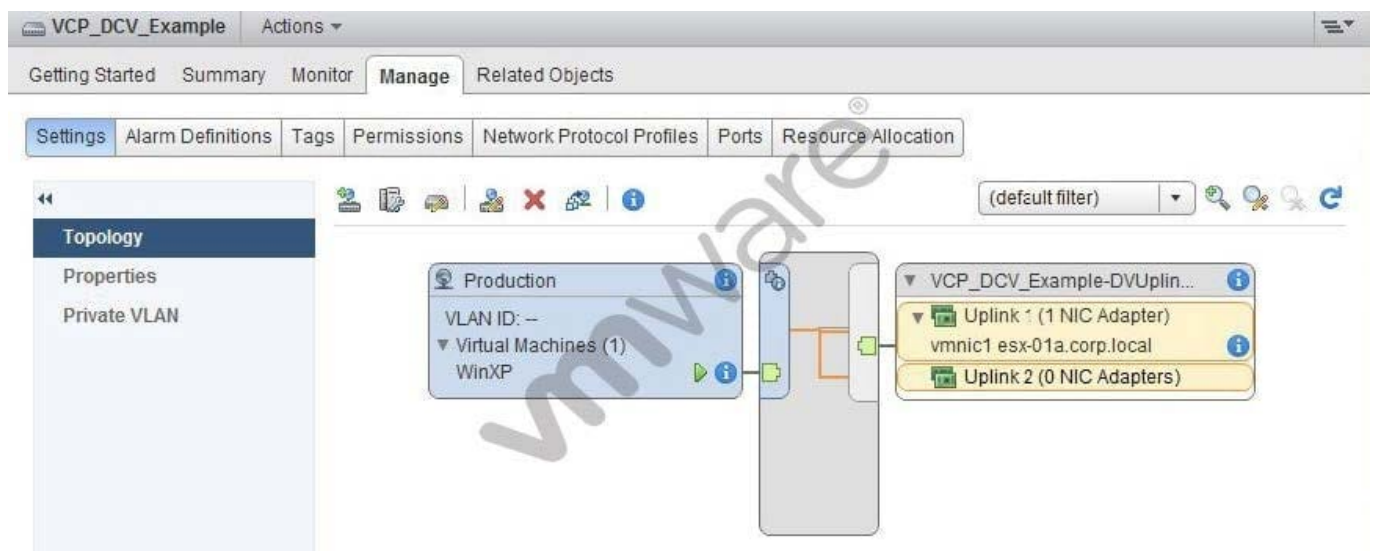 VCP_DCV_Example Actions
Getting Started Summary Monitor Manage Related Objects
Settings Alarm Definitions Tags Permissions Network Protocol Profiles Ports Resource Allocation
(default filter)
Topology
Properties
Private VLAN
Production
VLAN ID: --
Virtual Machines (1)
WinXP
VCP_DCV_Example-DVUplin...
Uplink 1 (1 NIC Adapter)
vmnic1 esx-01a.corp.local
Uplink 2 (0 NIC Adapters)
vmware®